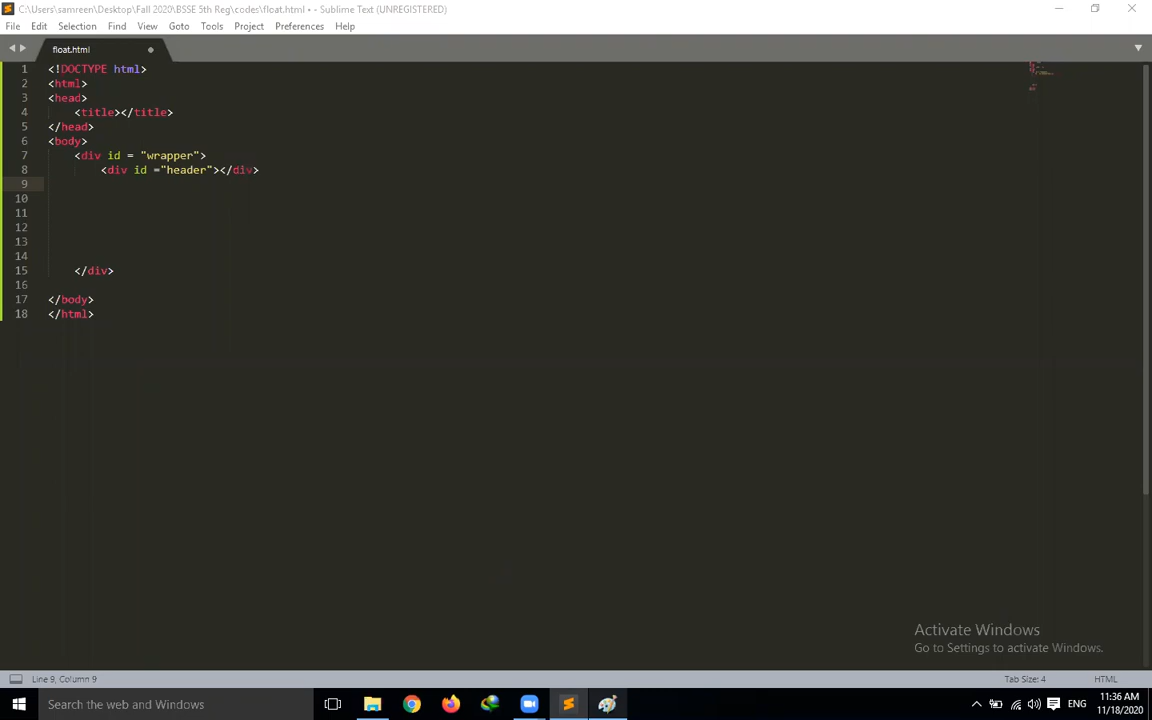 C:\Users\samreen\Desktop\Fall 2020\BSSE 5th Reg\codes\float.html • - Sublime Text (UNREGISTERED)
File Edit Selection Find View Goto Tools Project Preferences Help
float.html
1 <!DOCTYPE html>
2 <html>
3 <head>
4 <title></title>
5 </head>
6 <body>
7 <div id = "wrapper">
8 <div id ="header"></div>
9
10
11
12
13
14
15 </div>
16
17 </body>
18 </html>
Activate Windows
Go to Settings to activate Windows.
Line 9, Column 9 Tab Size: 4 HTML
Search the web and Windows ENG 11:36 AM
11/18/2020